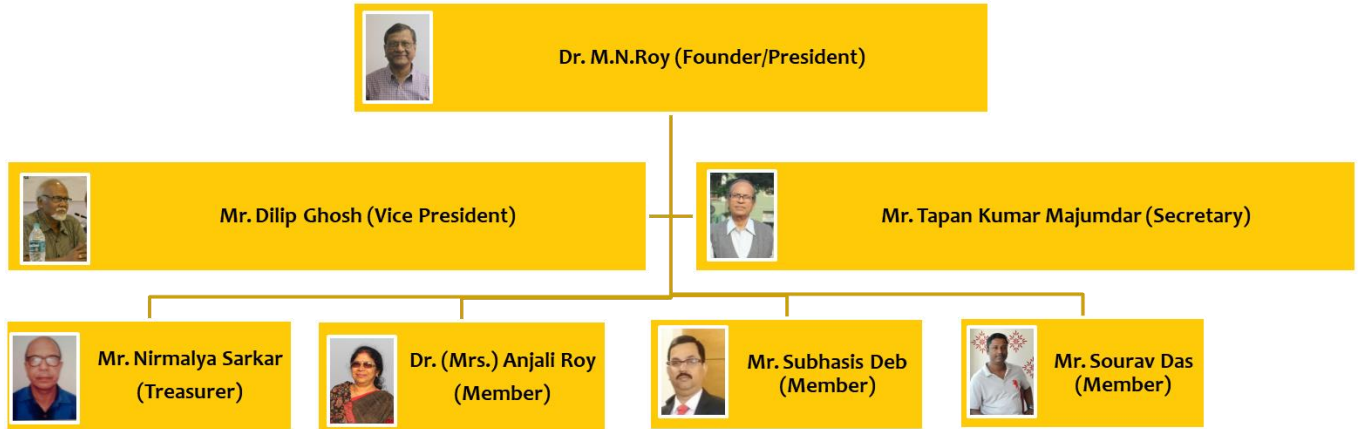 Dr. M.N.Roy (Founder/President)
Mr. Dilip Ghosh (Vice President)
Mr. Tapan Kumar Majumdar (Secretary)
Mr. Nirmalya Sarkar
(Treasurer)
Dr. (Mrs.) Anjali Roy
(Member)
Mr. Subhasis Deb
(Member)
Mr. Sourav Das
(Member)